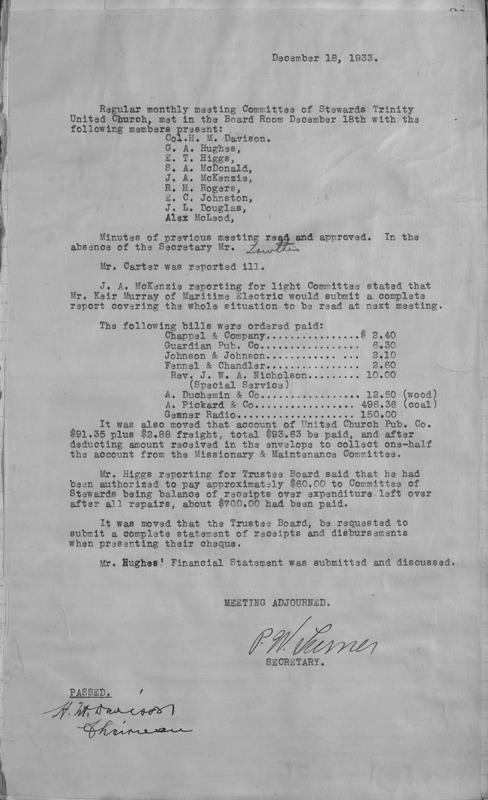 December 18, 1933.
Regular monthly meeting Committee of Stewards Trinity
United Church, met in the Board Room December 18th with the
following members present:
Col.H. M. Davison.
G. A. Hughes,
E. T. Higgs,
S. A. McDonald,
J. A. McKenzie,
R. H. Rogers,
E. C. Johnston,
J. L. Douglas,
Alex McLeod,
Minutes of previous meeting read and approved. In the
absence of the Secretary Mr.
Mr. Carter was reported ill.
J. A. McKenzie reporting for light Committee stated that
Mr. Keir Murray of Maritime Electric would submit a complete
report covering the whole situation to be read at next meeting.
The following bills were ordered paid:
Chappel & Company...............$ 2.40
Guardian Pub. Co................ 6.30
Johnson & Johnson........... ... 2.10
Fennel & Chandler............... 2.60
Rev. J. W. A. Nicholson........ 10.00
(Special Service)
A. Duchemin & Co................ 12.50 (wood)
A. Pickard & Co................. 496.36 (coal)
Gesner Radio.................... 150.00
It was also moved that account of United Church Pub. Co.
$91.35 plus $2.88 freight, total $93.63 be paid, and after
deducting amount received in the envelops to collect one-half
the account from the Missionary & Maintenance Committee.
Mr. Higgs reporting for Trustee Board said that he had
been authorized to pay approximately $60.00 to Committee of
Stewards being balance of receipts over expenditure left over
after all repairs, about $700.00 had been paid.
It was moved that the Trustee Board, be requested to
submit a complete statement of receipts and disbursements
when presenting their cheque.
Mr. Hughes' Financial Statement was submitted and discussed.
MEETING ADJOURNED.
P. W. Turner
SECRETARY.
PASSED.
H. M. Davison
Chairman